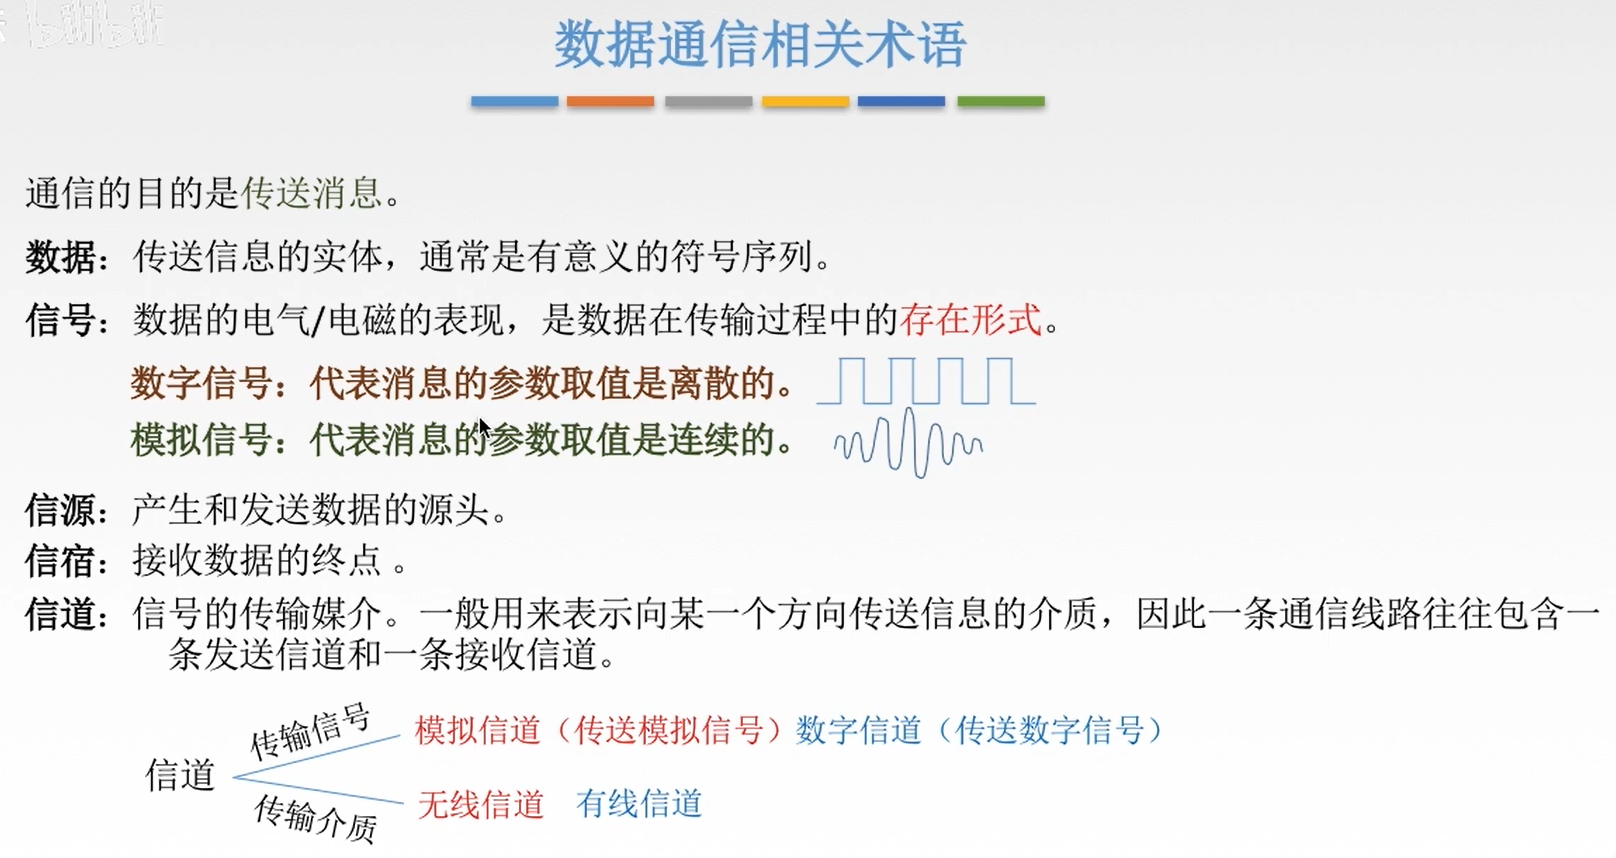 bilibili
数据通信相关术语
通信的目的是传送消息。
数据：传送信息的实体，通常是有意义的符号序列。
信号：数据的电气/电磁的表现，是数据在传输过程中的存在形式。
数字信号：代表消息的参数取值是离散的。
模拟信号：代表消息的参数取值是连续的。
信源：产生和发送数据的源头。
信宿：接收数据的终点 。
信道：信号的传输媒介。一般用来表示向某一个方向传送信息的介质，因此一条通信线路往往包含一
条发送信道和一条接收信道。
传输信号
模拟信道（传送模拟信号）数字信道（传送数字信号）
信道
传输介质
无线信道 有线信道